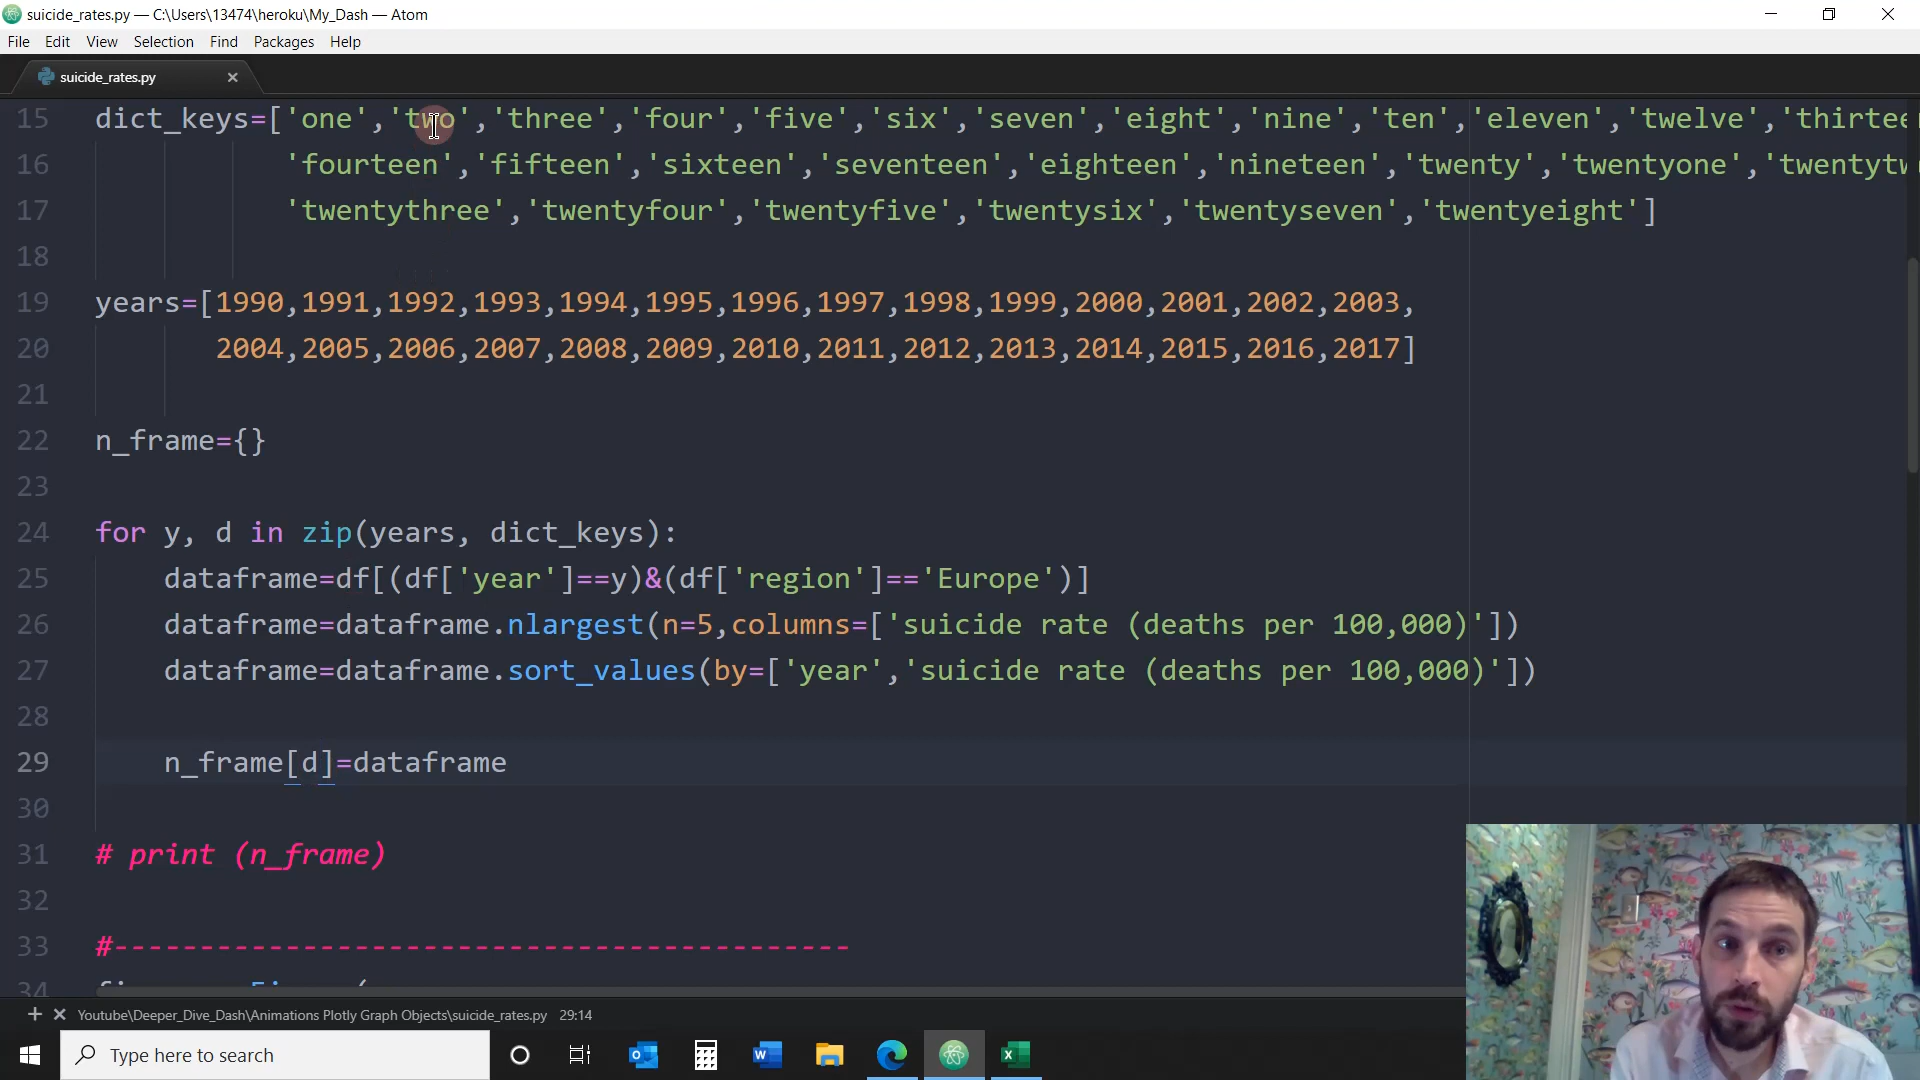 suicide_rates.py — C:\Users\13474\heroku\My_Dash — Atom
File Edit View Selection Find Packages Help
suicide_rates.py
15 dict_keys=['one','two','three','four','five','six','seven','eight','nine','ten','eleven','twelve','thirtee
16 'fourteen','fifteen','sixteen','seventeen','eighteen','nineteen','twenty','twentyone','twentytw
17 'twentythree','twentyfour','twentyfive','twentysix','twentyseven','twentyeight']
18
19 years=[1990,1991,1992,1993,1994,1995,1996,1997,1998,1999,2000,2001,2002,2003,
20 2004,2005,2006,2007,2008,2009,2010,2011,2012,2013,2014,2015,2016,2017]
21
22 n_frame={}
23
24 for y, d in zip(years, dict_keys):
25 dataframe=df[(df['year']==y)&(df['region']=='Europe')]
26 dataframe=dataframe.nlargest(n=5,columns=['suicide rate (deaths per 100,000)'])
27 dataframe=dataframe.sort_values(by=['year','suicide rate (deaths per 100,000)'])
28
29 n_frame[d]=dataframe
30
31 # print (n_frame)
32
33 #-------------------------------------------
34
Youtube\Deeper_Dive_Dash\Animations Plotly Graph Objects\suicide_rates.py 29:14
Type here to search